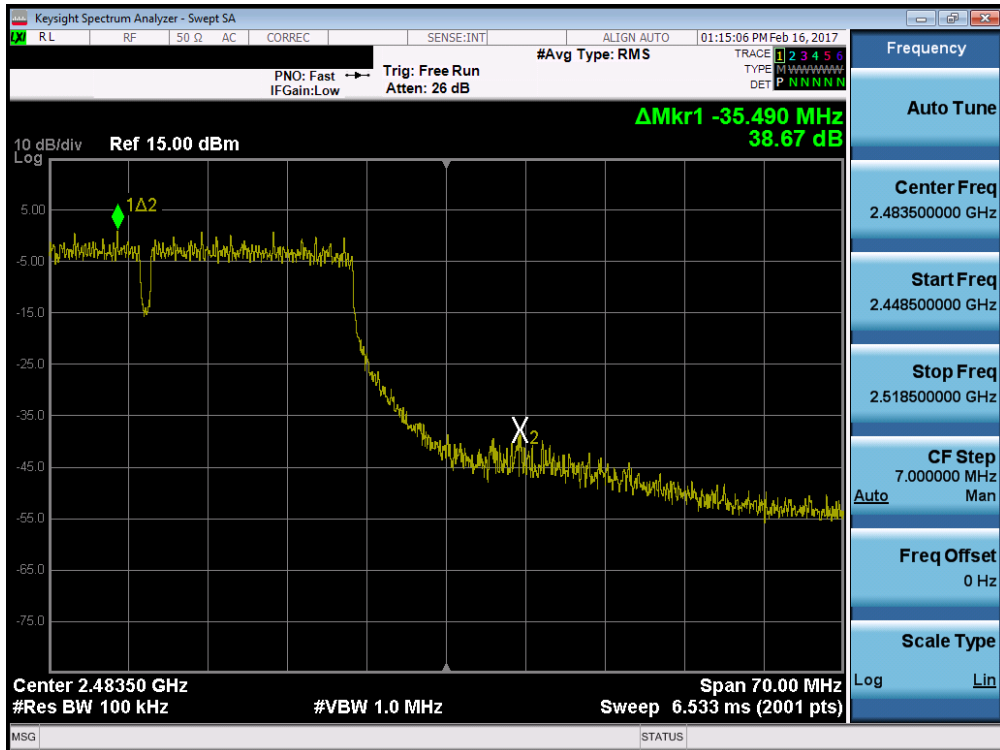 Keysight Spectrum Analyzer - Swept SA
LXI RL RF 50 Ω AC CORREC SENSE:INT ALIGN AUTO 01:15:06 PM Feb 16, 2017
#Avg Type: RMS
TRACE 1 2 3 4 5 6
PNO: Fast Trig: Free Run
TYPE M W W W W W
IFGain:Low Atten: 26 dB
DET P N N N N N
ΔMkr1 -35.490 MHz
38.67 dB
10 dB/div Ref 15.00 dBm
Log
1Δ2
5.00
-5.00
-15.0
-25.0
-35.0
X2
-45.0
-55.0
-65.0
-75.0
Center 2.48350 GHz Span 70.00 MHz
#Res BW 100 kHz #VBW 1.0 MHz Sweep 6.533 ms (2001 pts)
MSG STATUS
Frequency
Auto Tune
Center Freq
2.483500000 GHz
Start Freq
2.448500000 GHz
Stop Freq
2.518500000 GHz
CF Step
7.000000 MHz
Auto Man
Freq Offset
0 Hz
Scale Type
Log Lin